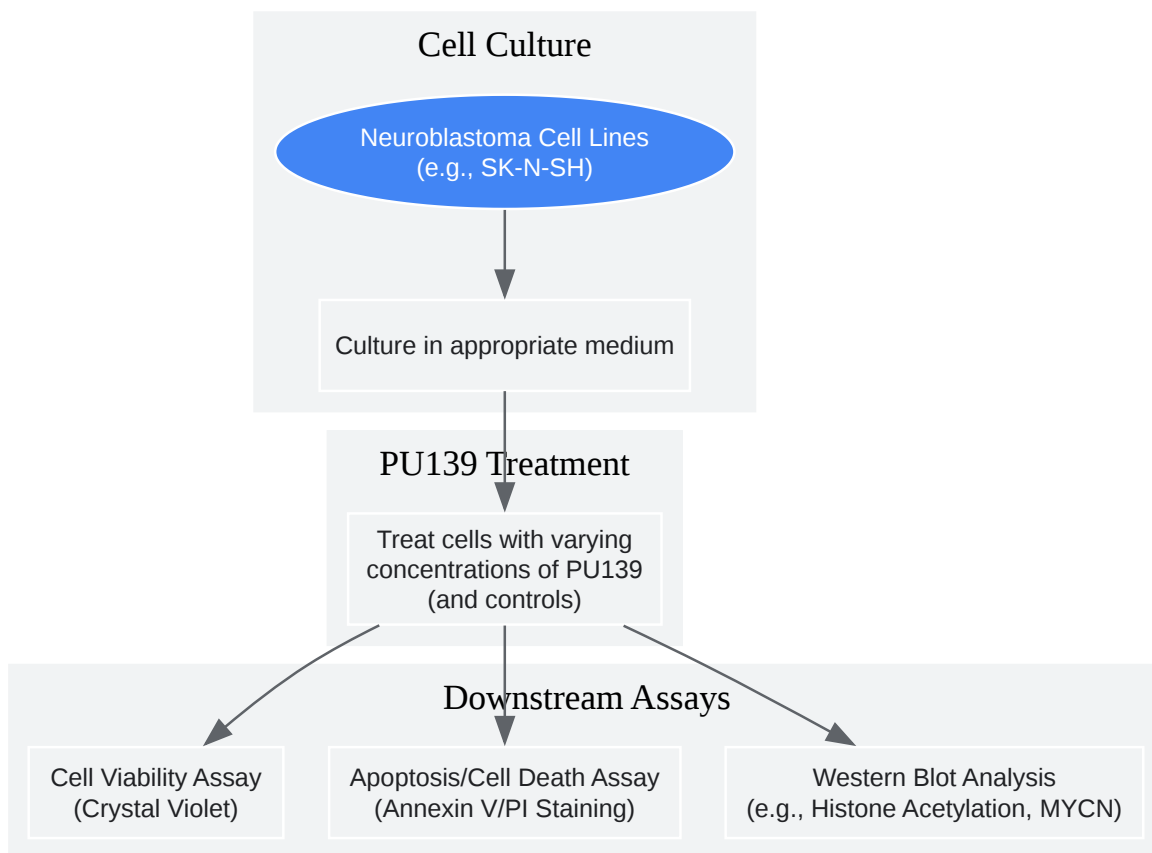 Cell Culture
Neuroblastoma Cell Lines
(e.g., SK-N-SH)
Culture in appropriate medium
PU139 Treatment
Treat cells with varying
concentrations of PU139
(and controls)
Downstream Assays
Cell Viability Assay
(Crystal Violet)
Apoptosis/Cell Death Assay
(Annexin V/PI Staining)
Western Blot Analysis
(e.g., Histone Acetylation, MYCN)